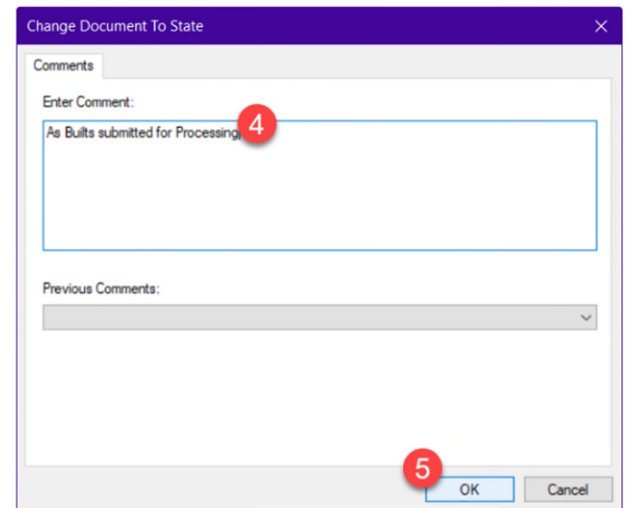 Change Document To State
Comments
Enter Comment:
As Builts submitted for Processing
4
Previous Comments:
5
OK
Cancel